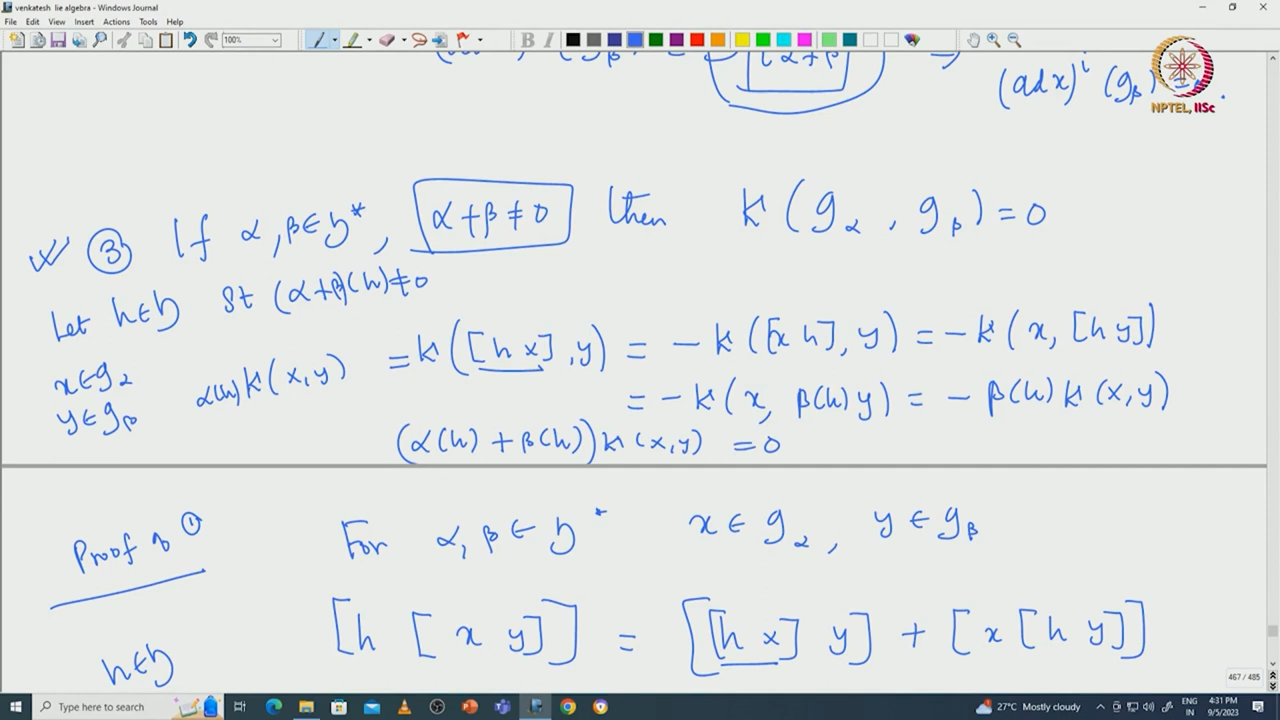 venkatesh lie algebra - Windows Journal
File Edit View Insert Actions Tools Help
100%
B I
(ad x)^i (g_β) =
NPTEL, IISc
③ If α, β ∈ 𝔥*, α + β ≠ 0 then κ (g_α , g_β) = 0
Let h ∈ 𝔥 St (α+β)(h) ≠ 0
x ∈ g_α α(h) κ(x, y) = κ([h x], y) = - κ([x h], y) = - κ(x, [h y])
y ∈ g_β = - κ(x, β(h) y) = - β(h) κ(x, y)
(α(h) + β(h)) κ(x, y) = 0
Proof ①
For α, β ∈ 𝔥* x ∈ g_α , y ∈ g_β
h ∈ 𝔥 [h [x y]] = [[h x] y] + [x [h y]]
467 / 485
Type here to search
27°C Mostly cloudy
ENG
IN
4:31 PM
9/5/2023